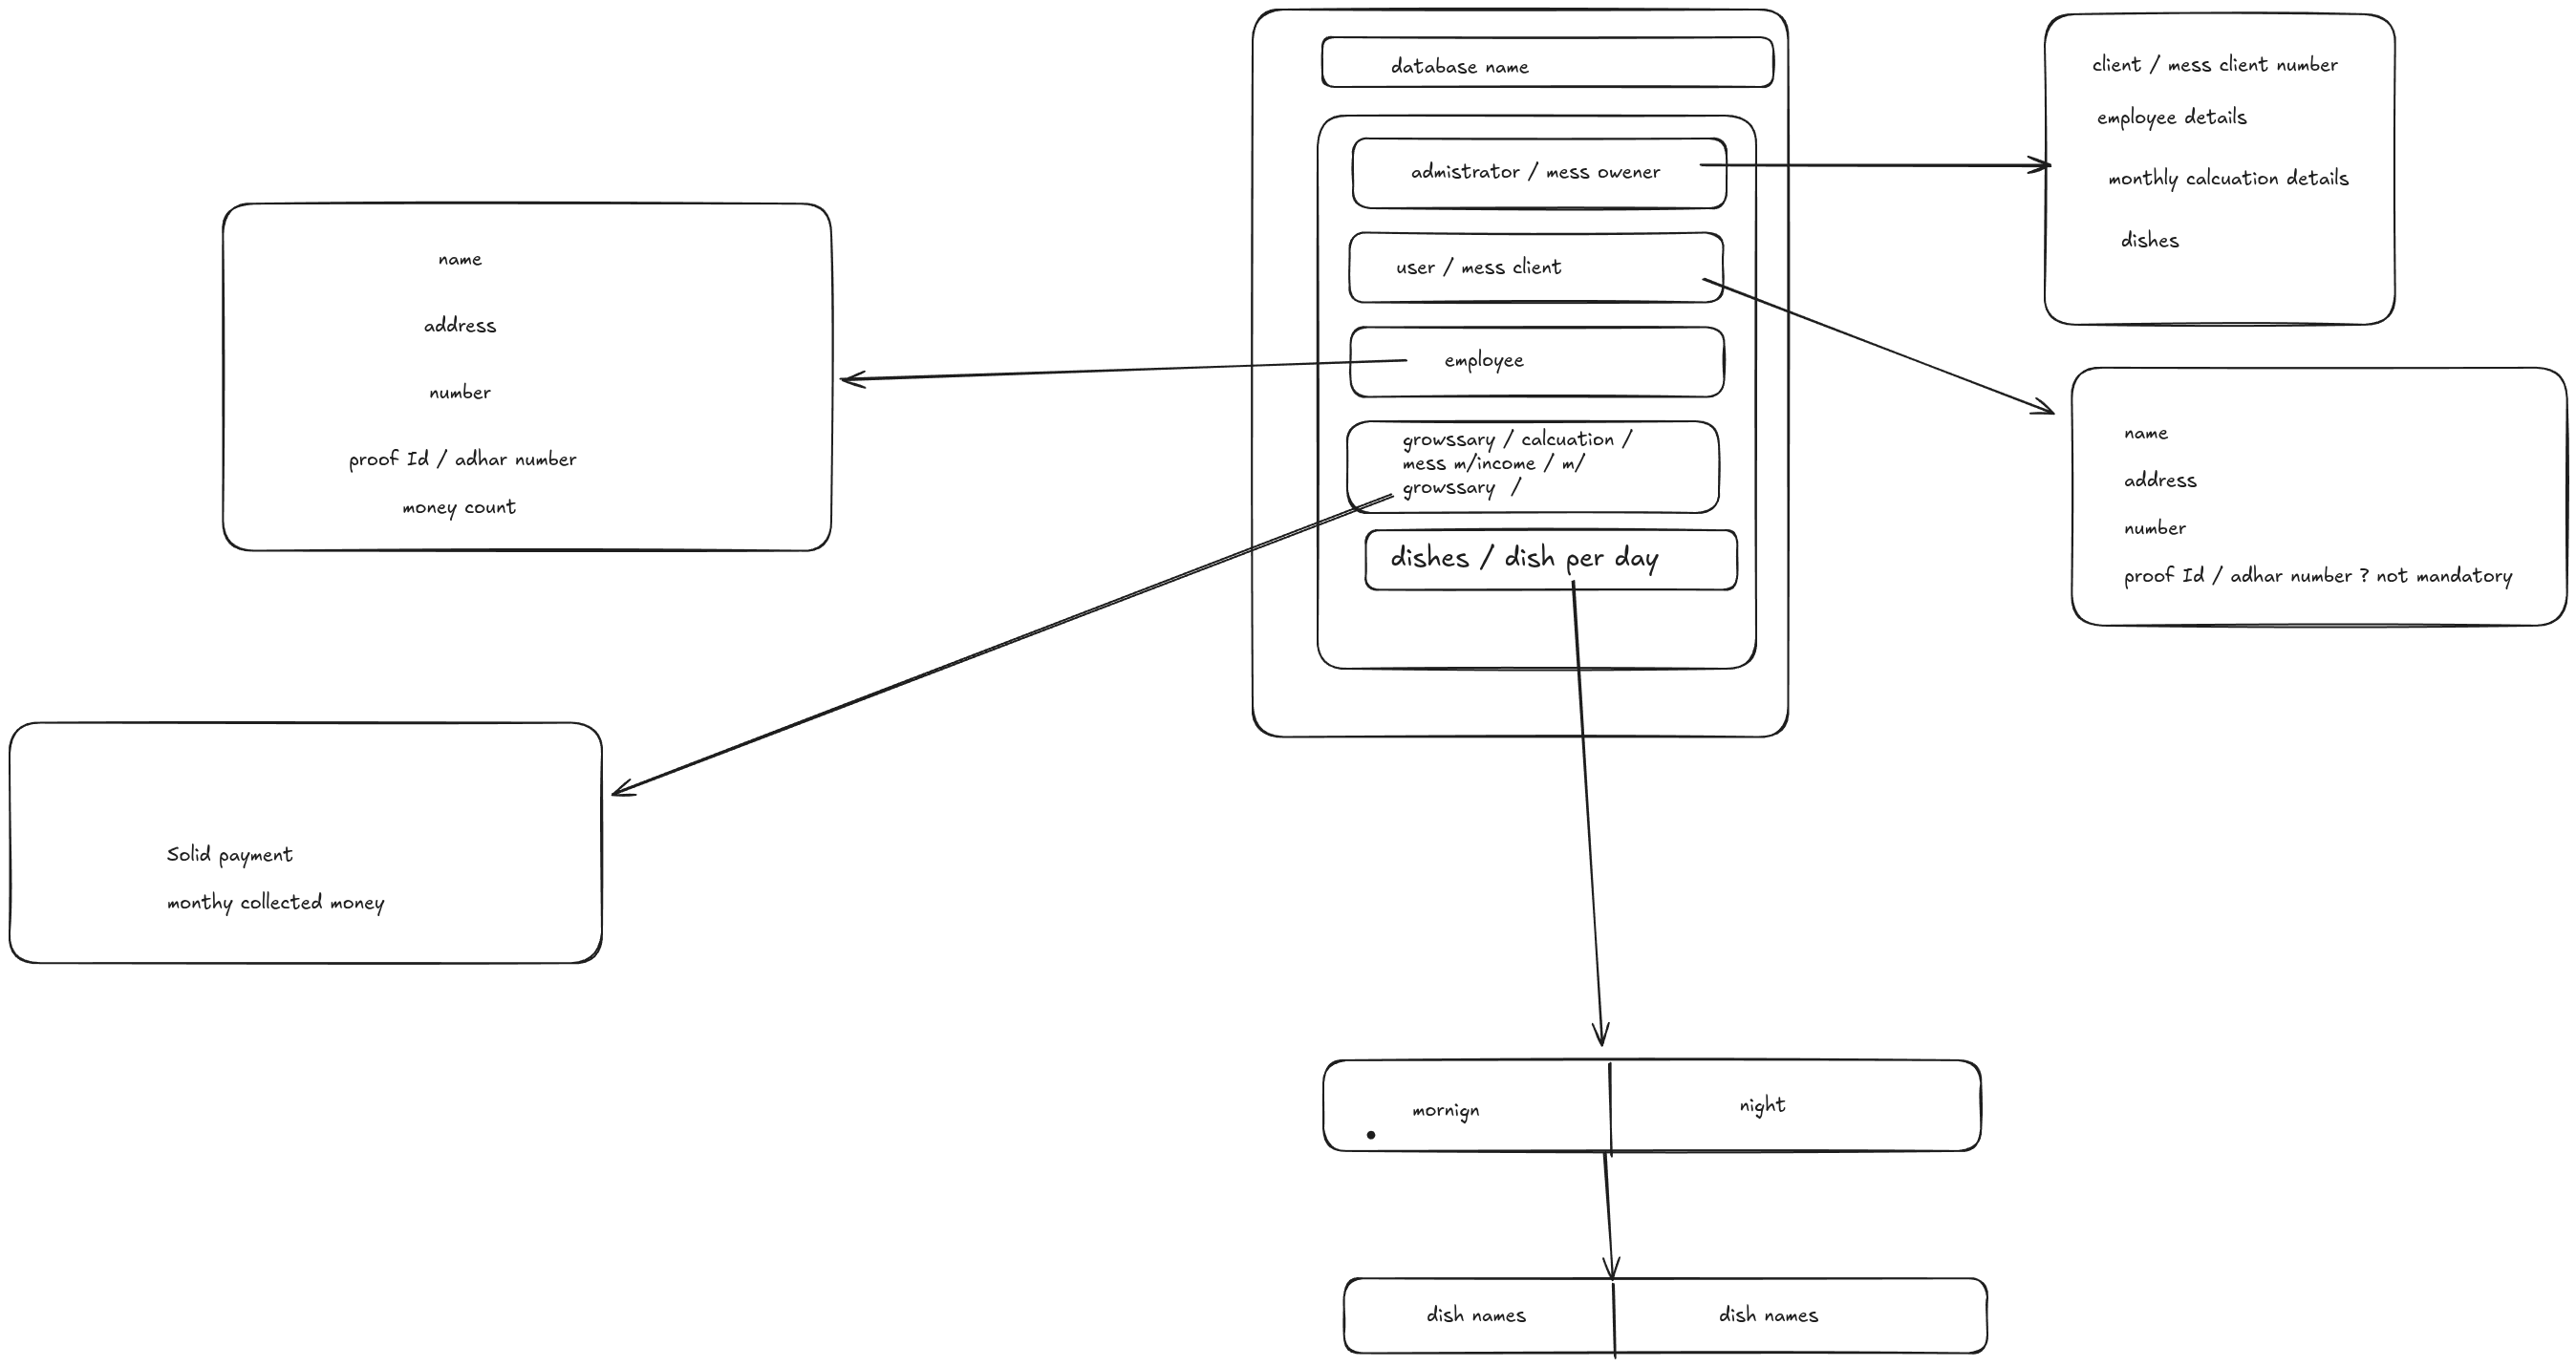 database name
admistrator / mess owener
user / mess client
employee
growssary / calcuation /
mess m/income / m/
growssary /
dishes / dish per day
client / mess client number
employee details
monthly calcuation details
dishes
name
address
number
proof Id / adhar number ? not mandatory
name
address
number
proof Id / adhar number
money count
Solid payment
monthy collected money
mornign
night
dish names
dish names